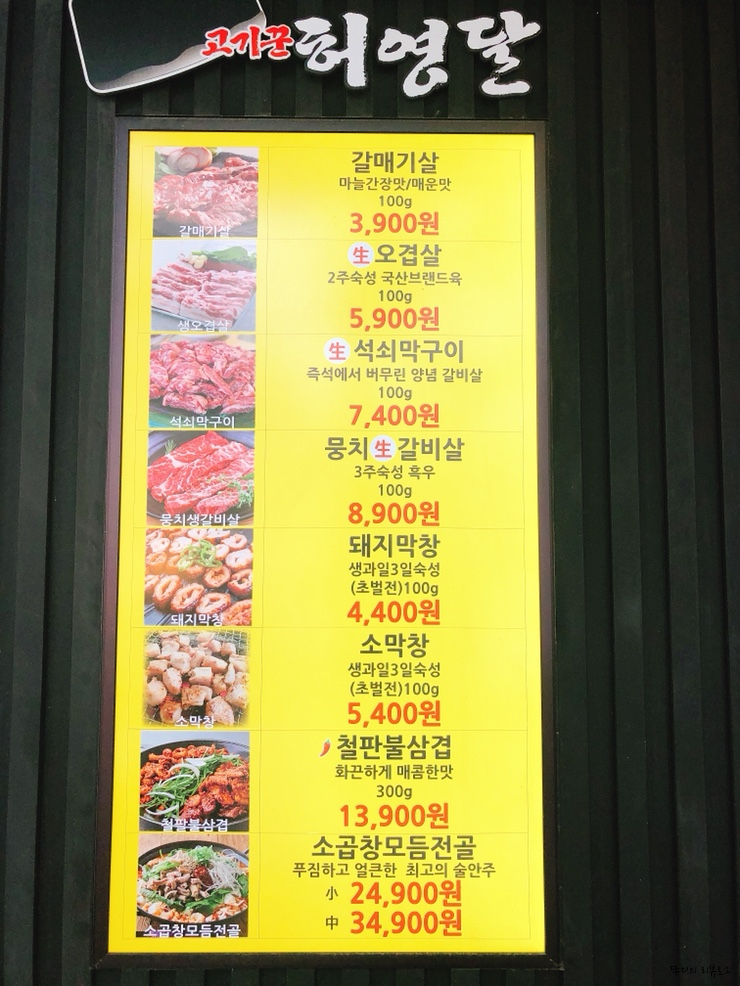 고기꾼 허영달
갈매기살
갈매기살
마늘간장맛/매운맛
100g
3,900원
생오겹살
生오겹살
2주숙성 국산브랜드육
100g
5,900원
석쇠막구이
生석쇠막구이
즉석에서 버무린 양념 갈비살
100g
7,400원
뭉치생갈비살
뭉치生갈비살
3주숙성 흑우
100g
8,900원
돼지막창
돼지막창
생과일3일숙성
(초벌전)100g
4,400원
소막창
소막창
생과일3일숙성
(초벌전)100g
5,400원
철팔불삼겹
철판불삼겹
화끈하게 매콤한맛
300g
13,900원
소곱창모듬전골
소곱창모듬전골
푸짐하고 얼큰한 최고의 술안주
小 24,900원
中 34,900원